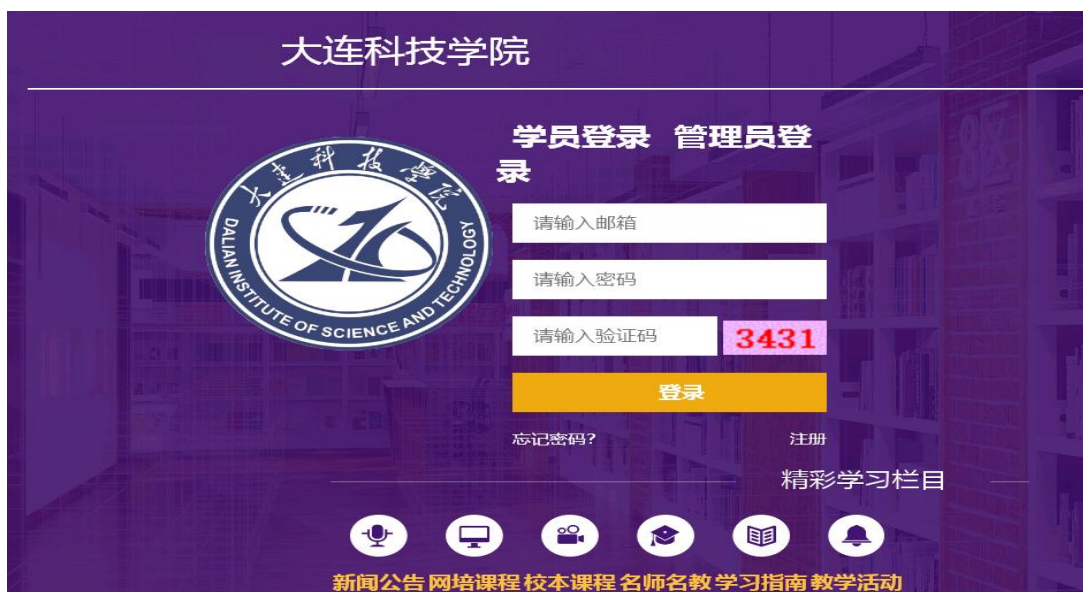 大连科技学院
学员登录 管理员登
录
大连科技学院
DALIAN INSTITUTE OF SCIENCE AND TECHNOLOGY
请输入邮箱
请输入密码
请输入验证码 3431
登录
忘记密码? 注册
精彩学习栏目
新闻公告 网培课程 校本课程 名师名教 学习指南 教学活动